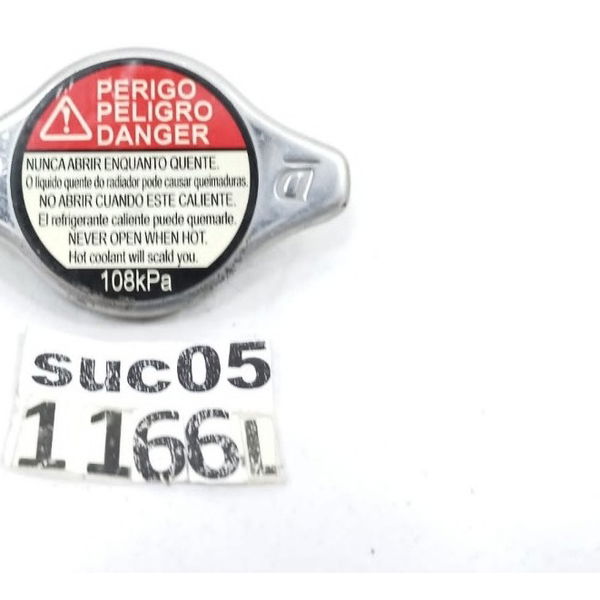 PERIGO
PELIGRO
DANGER
NUNCA ABRIR ENQUANTO QUENTE.
O líquido quente do radiador pode causar queimaduras.
NO ABRIR CUANDO ESTE CALIENTE.
El refrigerante caliente puede quemarle.
NEVER OPEN WHEN HOT.
Hot coolant will scald you.
108kPa
suc05
1166L